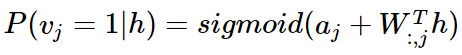 P(v_j = 1|h) = sigmoid(a_j + W_{:,j}^T h)